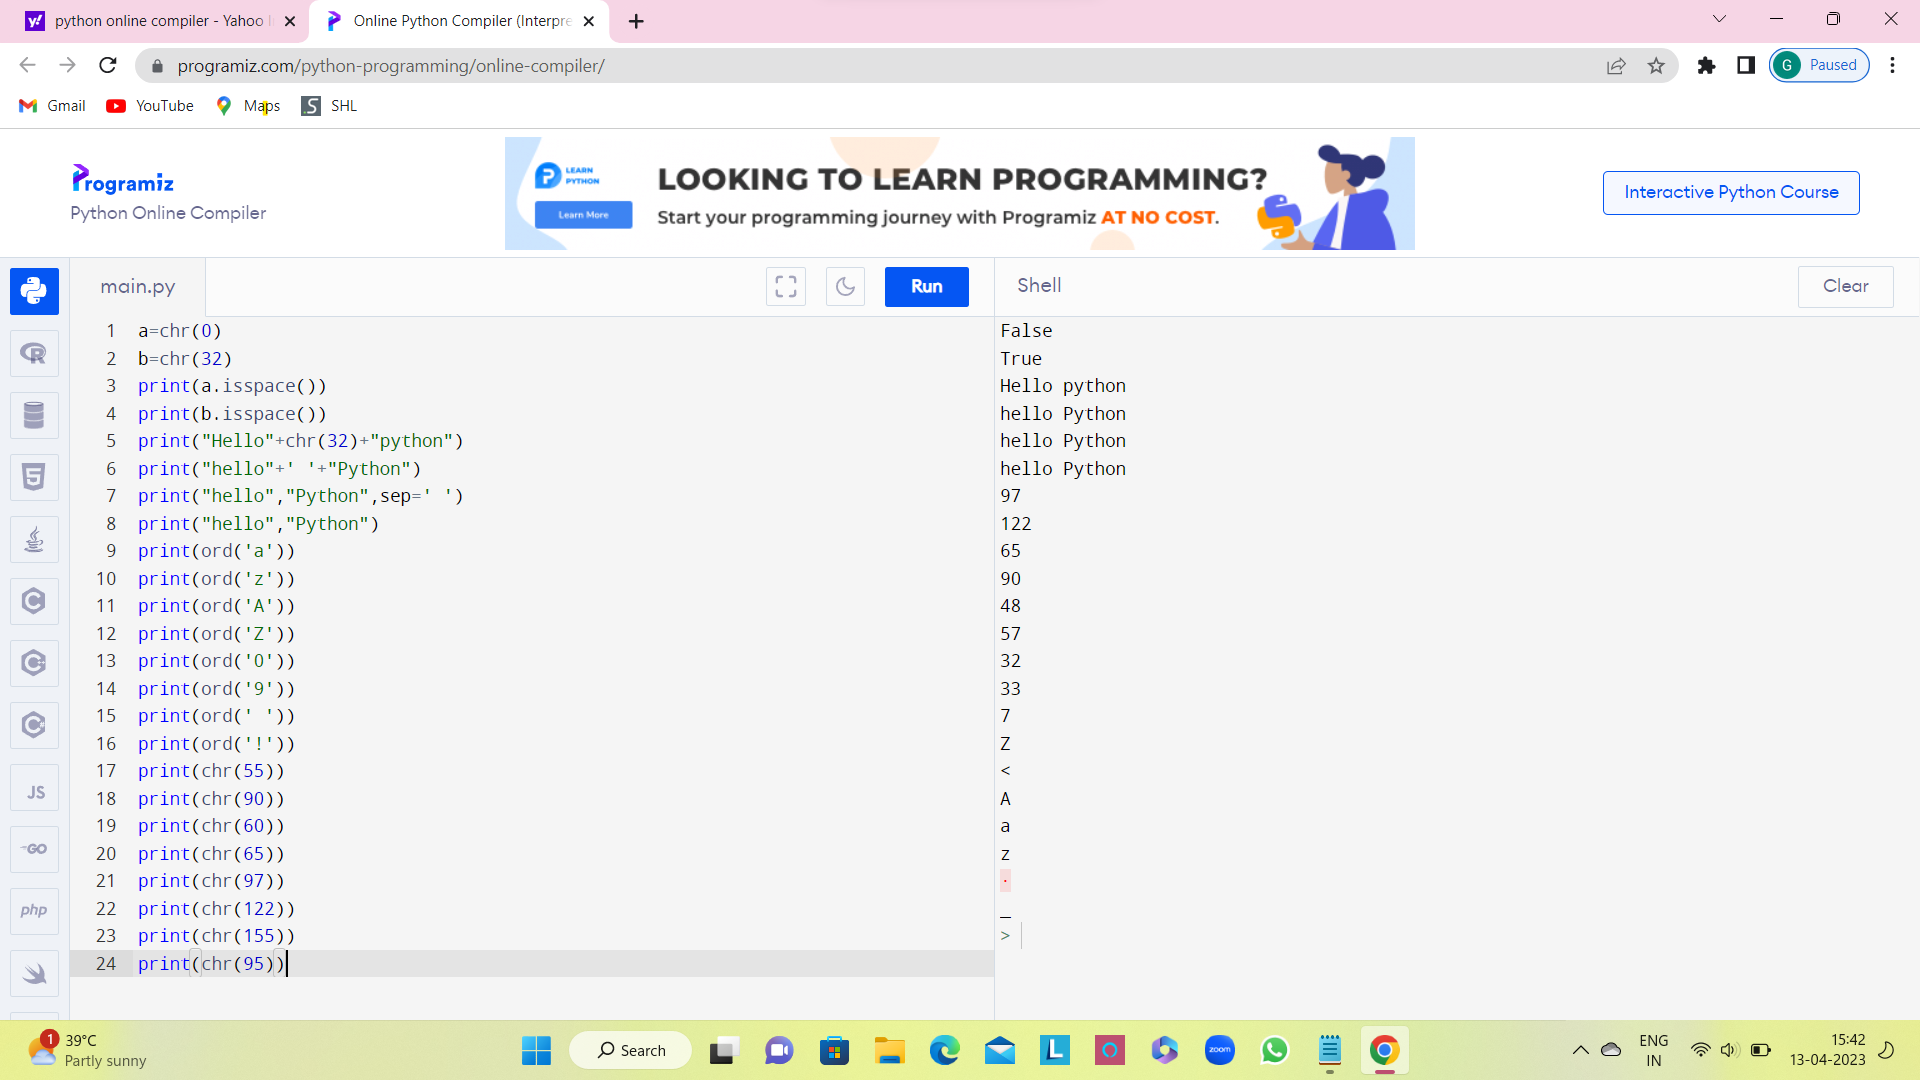 python online compiler - Yahoo I
Online Python Compiler (Interpre
programiz.com/python-programming/online-compiler/
G Paused
Gmail YouTube Maps SHL
Programiz
Python Online Compiler
LEARN PYTHON
Learn More
LOOKING TO LEARN PROGRAMMING?
Start your programming journey with Programiz AT NO COST.
Interactive Python Course
main.py
Run
Shell
Clear
1 a=chr(0)
2 b=chr(32)
3 print(a.isspace())
4 print(b.isspace())
5 print("Hello"+chr(32)+"python")
6 print("hello"+' '+"Python")
7 print("hello","Python",sep=' ')
8 print("hello","Python")
9 print(ord('a'))
10 print(ord('z'))
11 print(ord('A'))
12 print(ord('Z'))
13 print(ord('0'))
14 print(ord('9'))
15 print(ord(' '))
16 print(ord('!'))
17 print(chr(55))
18 print(chr(90))
19 print(chr(60))
20 print(chr(65))
21 print(chr(97))
22 print(chr(122))
23 print(chr(155))
24 print(chr(95))
False
True
Hello python
hello Python
hello Python
hello Python
97
122
65
90
48
57
32
33
7
Z
<
A
a
z
·
_
>
R
5
C
C
C
JS
GO
php
1
39°C
Partly sunny
Search
L
zoom
ENG
IN
15:42
13-04-2023